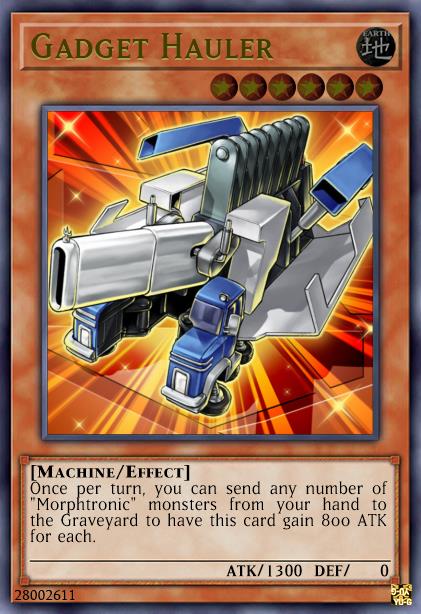 GADGET HAULER
EARTH
地
[MACHINE/EFFECT]
Once per turn, you can send any number of
"Morphtronic" monsters from your hand to
the Graveyard to have this card gain 800 ATK
for each.
ATK/1300 DEF/ 0
28002611